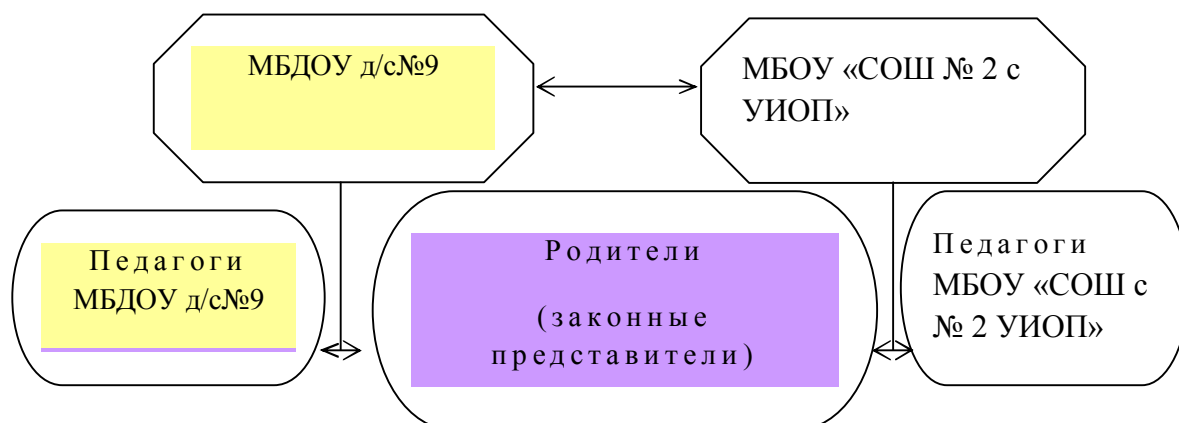 МБДОУ д/с№9
МБОУ «СОШ № 2 с
УИОП»
Педагоги
МБДОУ д/с№9
Родители
(законные
представители)
Педагоги
МБОУ «СОШ с
№ 2 УИОП»